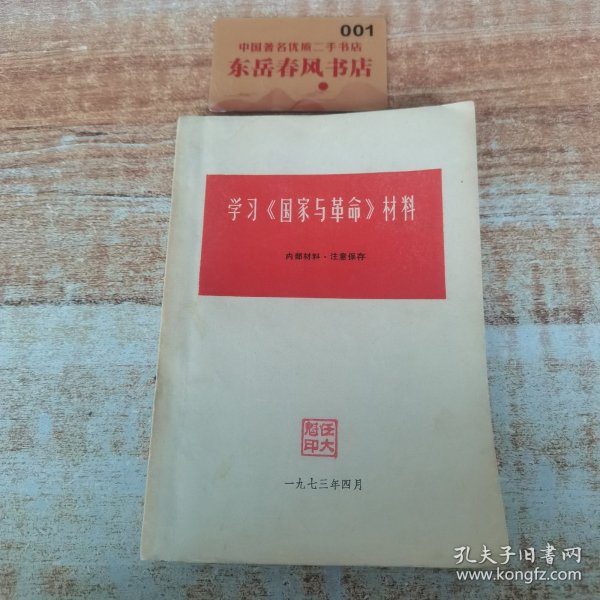 001
中国著名优质二手书店
东岳春风书店
学习《国家与革命》材料
内部材料·注意保存
任大
智印
一九七三年四月
孔夫子旧书网
www.kongfz.com